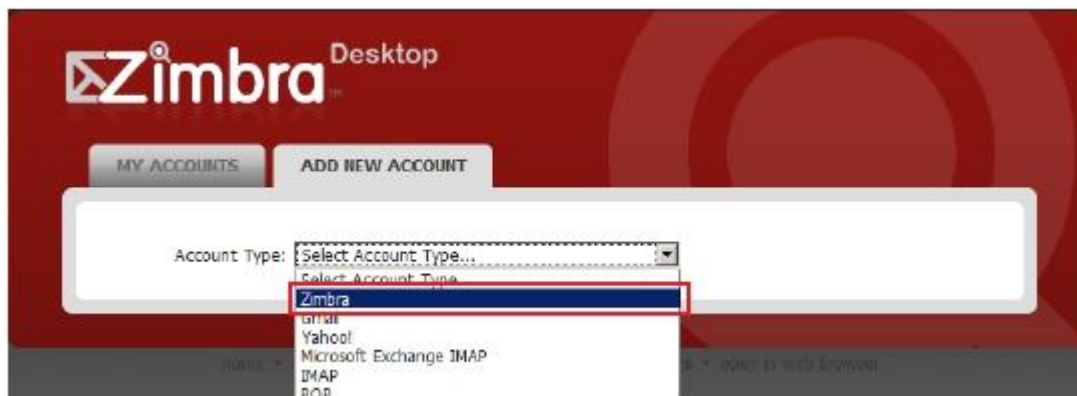 Zimbra Desktop
MY ACCOUNTS
ADD NEW ACCOUNT
Account Type: Select Account Type...
Select Account Type...
Zimbra
Gmail
Yahoo!
Microsoft Exchange IMAP
IMAP
POP
home •
• open in web browser